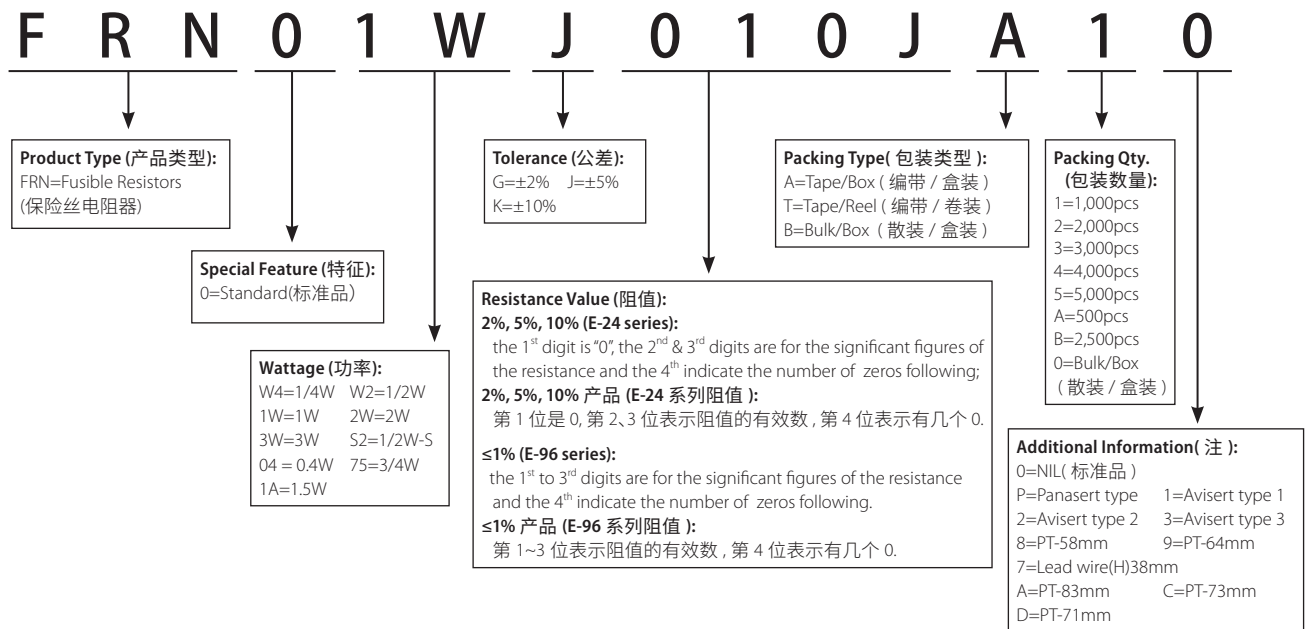 F R N 0 1 W J 0 1 0 J A 1 0
Product Type (产品类型):
FRN=Fusible Resistors
(保险丝电阻器)
Special Feature (特征):
0=Standard(标准品)
Wattage (功率):
W4=1/4W W2=1/2W
1W=1W 2W=2W
3W=3W S2=1/2W-S
04 = 0.4W 75=3/4W
1A=1.5W
Tolerance (公差):
G=±2% J=±5%
K=±10%
Resistance Value (阻值):
2%, 5%, 10% (E-24 series):
the 1st digit is “0”, the 2nd & 3rd digits are for the significant figures of
the resistance and the 4th indicate the number of zeros following;
2%, 5%, 10% 产品 (E-24 系列阻值 ):
第 1 位是 0, 第 2、3 位表示阻值的有效数 , 第 4 位表示有几个 0.
≤1% (E-96 series):
the 1st to 3rd digits are for the significant figures of the resistance
and the 4th indicate the number of zeros following.
≤1% 产品 (E-96 系列阻值 ):
第 1~3 位表示阻值的有效数 , 第 4 位表示有几个 0.
Packing Type( 包装类型 ):
A=Tape/Box ( 编带 / 盒装 )
T=Tape/Reel ( 编带 / 卷装 )
B=Bulk/Box ( 散装 / 盒装 )
Packing Qty.
(包装数量):
1=1,000pcs
2=2,000pcs
3=3,000pcs
4=4,000pcs
5=5,000pcs
A=500pcs
B=2,500pcs
0=Bulk/Box
( 散装 / 盒装 )
Additional Information( 注 ):
0=NIL( 标准品 )
P=Panasert type 1=Avisert type 1
2=Avisert type 2 3=Avisert type 3
8=PT-58mm 9=PT-64mm
7=Lead wire(H)38mm
A=PT-83mm C=PT-73mm
D=PT-71mm